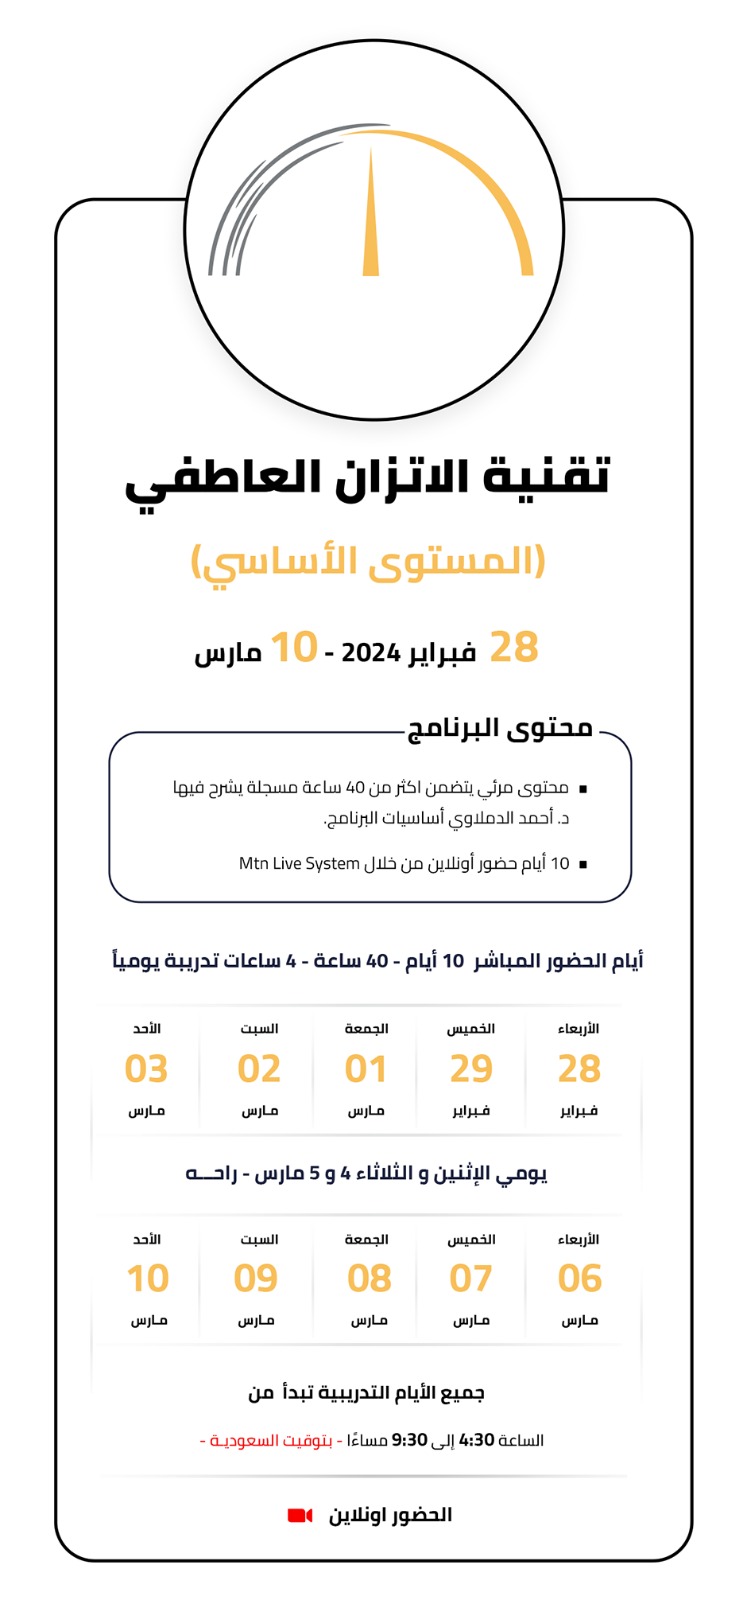 تقنية الاتزان العاطفي
(المستوى الأساسي)
28 فبراير 2024 - 10 مارس
محتوى البرنامج
▪ محتوى مرئي يتضمن اكثر من 40 ساعة مسجلة يشرح فيها
د. أحمد الدملاوي أساسيات البرنامج.
▪ 10 أيام حضور أونلاين من خلال Mtn Live System
أيام الحضور المباشر 10 أيام - 40 ساعة - 4 ساعات تدريبة يومياً
الأربعاء الخميس الجمعة السبت الأحد
28 29 01 02 03
فبراير فبراير مارس مارس مارس
يومي الإثنين و الثلاثاء 4 و 5 مارس - راحـــه
الأربعاء الخميس الجمعة السبت الأحد
06 07 08 09 10
مارس مارس مارس مارس مارس
جميع الأيام التدريبية تبدأ من
الساعة 4:30 إلى 9:30 مساءًا - بتوقيت السعوديـة -
الحضور اونلاين